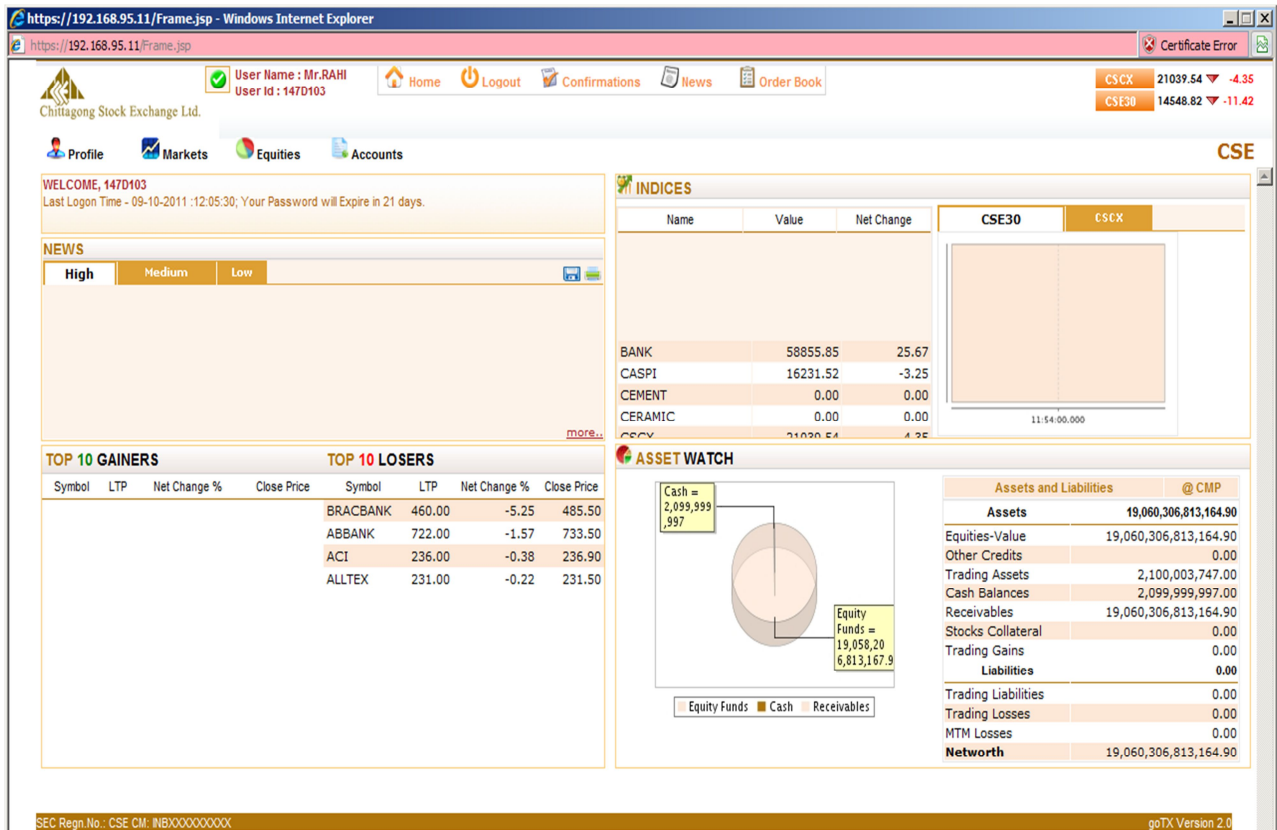 https://192.168.95.11/Frame.jsp - Windows Internet Explorer
https://192.168.95.11/Frame.jsp
Certificate Error
Chittagong Stock Exchange Ltd.
User Name : Mr.RAHI
User Id : 147D103
Home Logout Confirmations News Order Book
CSCX 21039.54 -4.35
CSE30 14548.82 -11.42
Profile Markets Equities Accounts
CSE
WELCOME, 147D103
Last Logon Time - 09-10-2011 :12:05:30; Your Password will Expire in 21 days.
NEWS
High Medium Low
more..
INDICES
Name Value Net Change
BANK 58855.85 25.67
CASPI 16231.52 -3.25
CEMENT 0.00 0.00
CERAMIC 0.00 0.00
CSCX 21039.54 -4.35
CSE30 CSCX
11:54:00.000
TOP 10 GAINERS
Symbol LTP Net Change % Close Price
TOP 10 LOSERS
Symbol LTP Net Change % Close Price
BRACBANK 460.00 -5.25 485.50
ABBANK 722.00 -1.57 733.50
ACI 236.00 -0.38 236.90
ALLTEX 231.00 -0.22 231.50
ASSET WATCH
Cash =
2,099,999
,997
Equity
Funds =
19,058,20
6,813,167.9
Equity Funds Cash Receivables
Assets and Liabilities @ CMP
Assets 19,060,306,813,164.90
Equities-Value 19,060,306,813,164.90
Other Credits 0.00
Trading Assets 2,100,003,747.00
Cash Balances 2,099,999,997.00
Receivables 19,060,306,813,164.90
Stocks Collateral 0.00
Trading Gains 0.00
Liabilities 0.00
Trading Liabilities 0.00
Trading Losses 0.00
MTM Losses 0.00
Networth 19,060,306,813,164.90
SEC Regn.No.: CSE CM: INBXXXXXXXXX
goTX Version 2.0